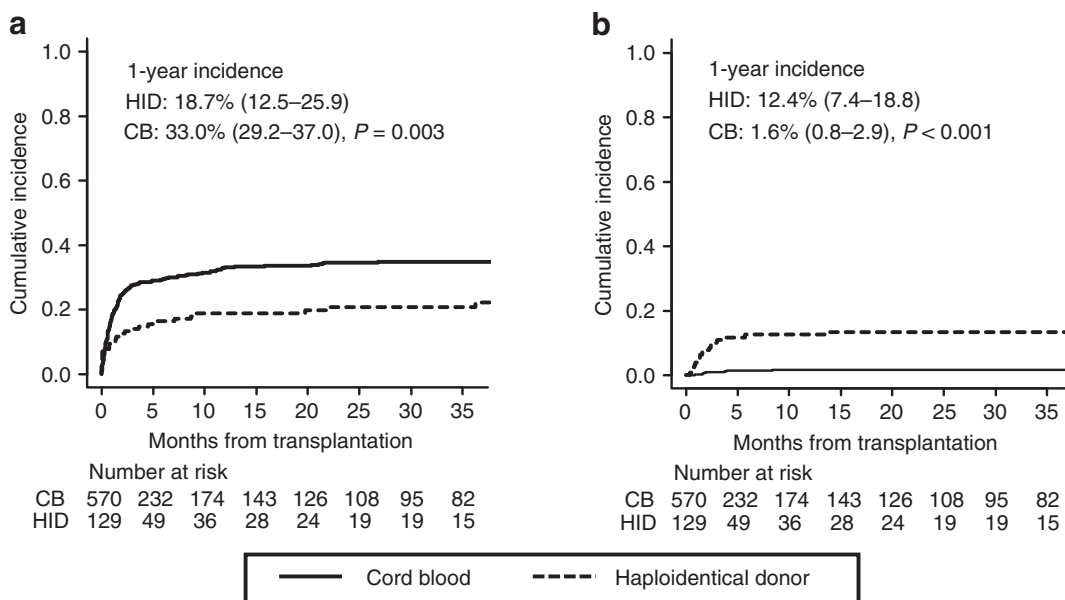 a
1.0
0.8
0.6
0.4
0.2
0.0
Cumulative incidence
1-year incidence
HID: 18.7% (12.5–25.9)
CB: 33.0% (29.2–37.0), P = 0.003
0 5 10 15 20 25 30 35
Months from transplantation
Number at risk
CB 570 232 174 143 126 108 95 82
HID 129 49 36 28 24 19 19 15
b
1.0
0.8
0.6
0.4
0.2
0.0
Cumulative incidence
1-year incidence
HID: 12.4% (7.4–18.8)
CB: 1.6% (0.8–2.9), P < 0.001
0 5 10 15 20 25 30 35
Months from transplantation
Number at risk
CB 570 232 174 143 126 108 95 82
HID 129 49 36 28 24 19 19 15
Cord blood
Haploidentical donor